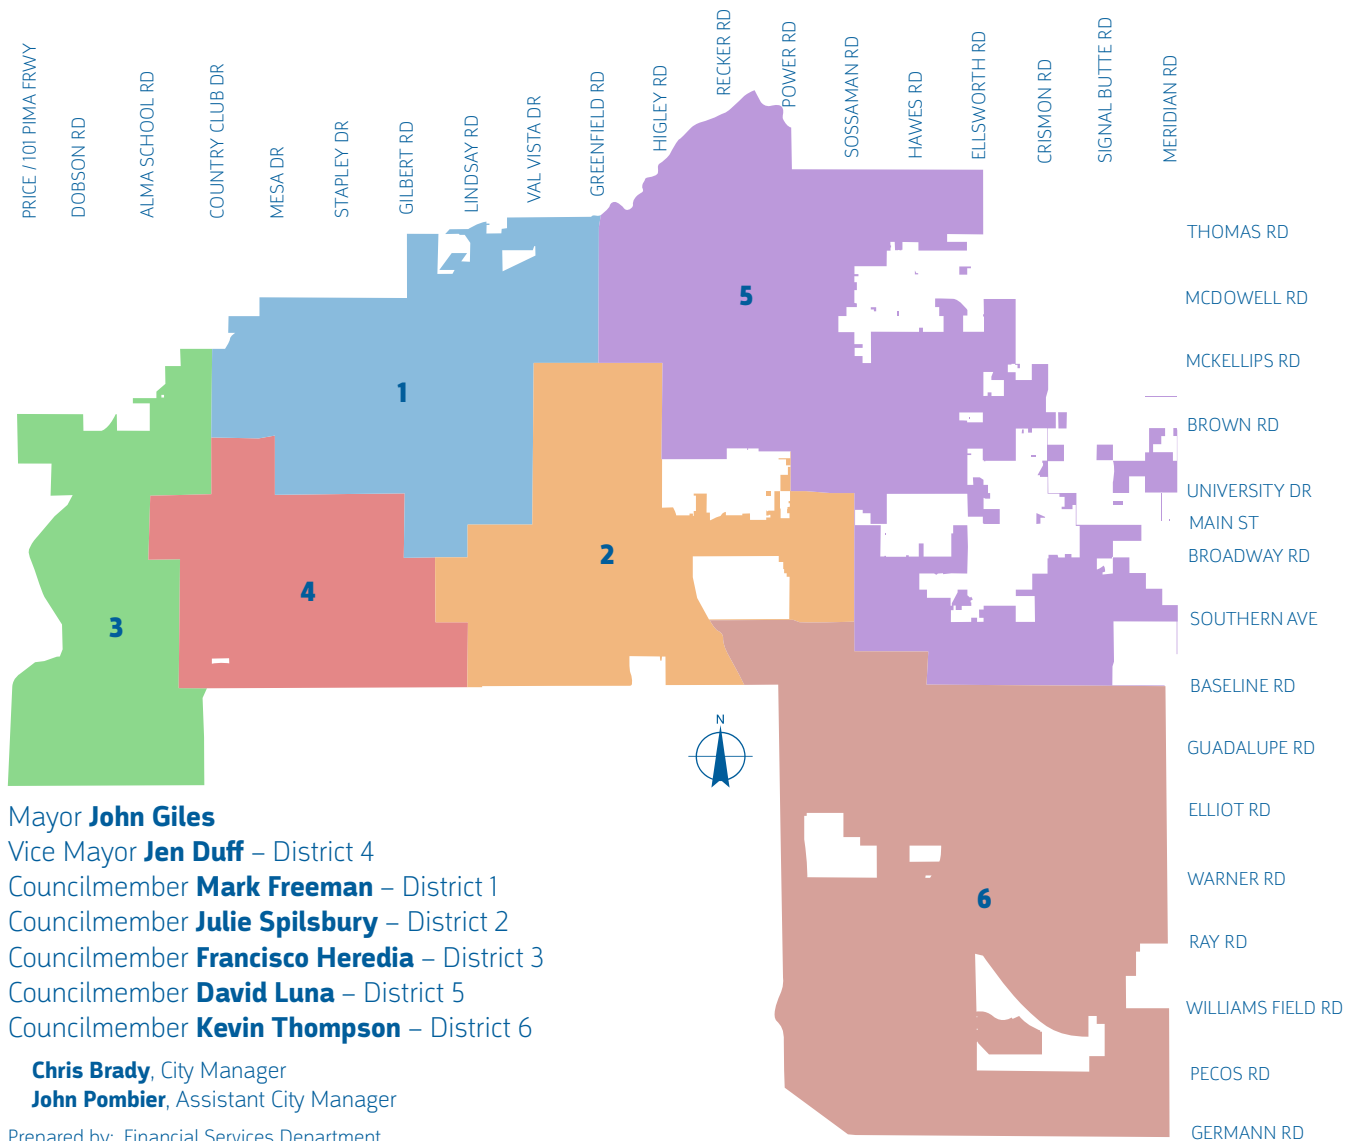 PRICE / 101 PIMA FRWY
DOBSON RD
ALMA SCHOOL RD
COUNTRY CLUB DR
MESA DR
STAPLEY DR
GILBERT RD
LINDSAY RD
VAL VISTA DR
GREENFIELD RD
HIGLEY RD
RECKER RD
POWER RD
SOSSAMAN RD
HAWES RD
ELLSWORTH RD
CRISMON RD
SIGNAL BUTTE RD
MERIDIAN RD
THOMAS RD
MCDOWELL RD
MCKELLIPS RD
BROWN RD
UNIVERSITY DR
MAIN ST
BROADWAY RD
SOUTHERN AVE
BASELINE RD
GUADALUPE RD
ELLIOT RD
WARNER RD
RAY RD
WILLIAMS FIELD RD
PECOS RD
GERMANN RD
5
1
2
4
3
6
N
Mayor John Giles
Vice Mayor Jen Duff – District 4
Councilmember Mark Freeman – District 1
Councilmember Julie Spilsbury – District 2
Councilmember Francisco Heredia – District 3
Councilmember David Luna – District 5
Councilmember Kevin Thompson – District 6
Chris Brady, City Manager
John Pombier, Assistant City Manager
Prepared by: Financial Services Department